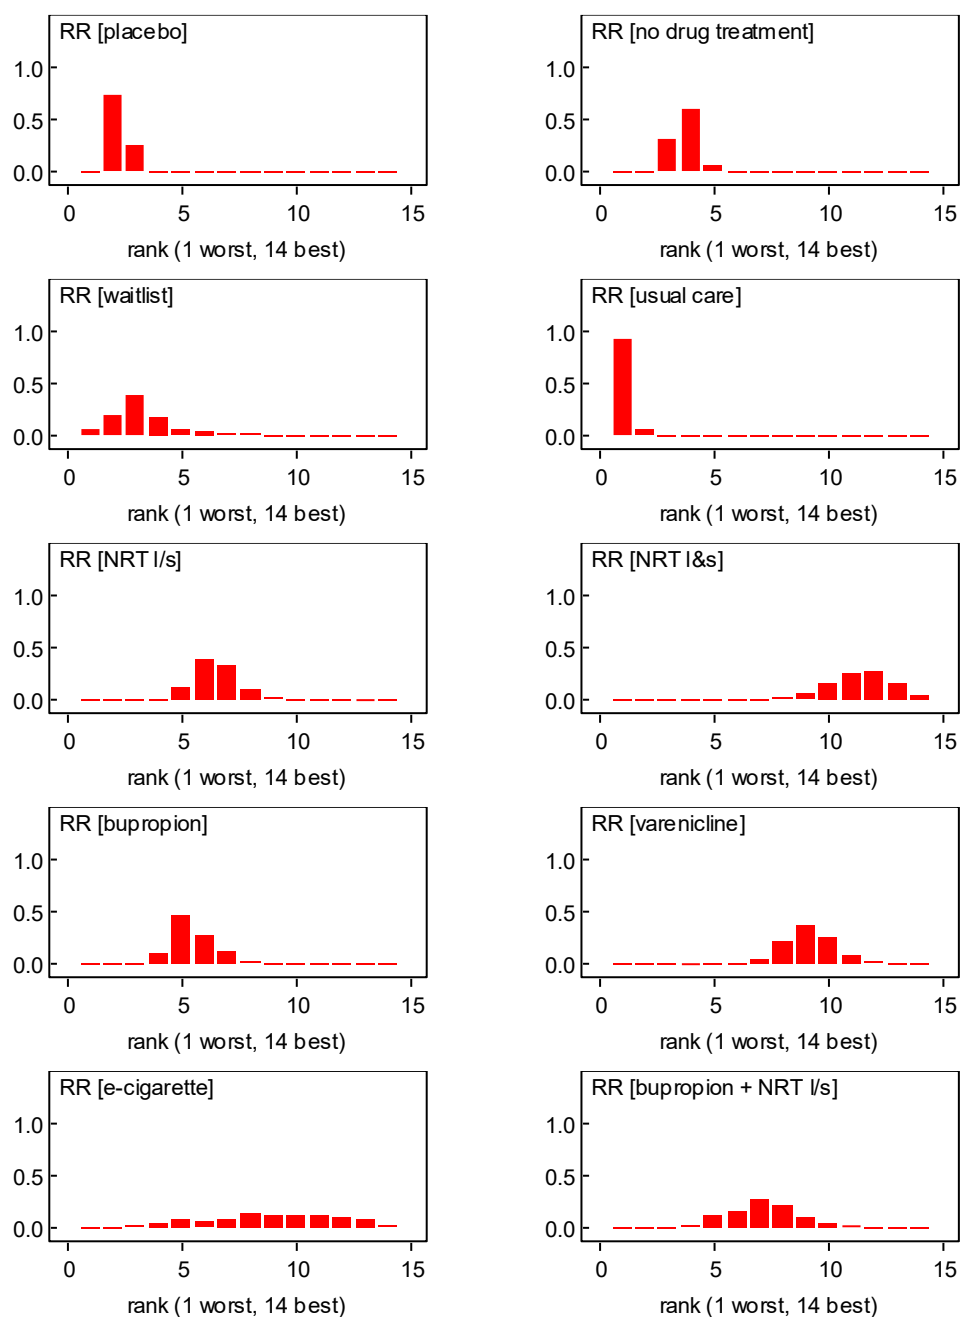 RR [placebo]
1.0
0.5
0.0
0 5 10 15
rank (1 worst, 14 best)
RR [no drug treatment]
1.0
0.5
0.0
0 5 10 15
rank (1 worst, 14 best)
RR [waitlist]
1.0
0.5
0.0
0 5 10 15
rank (1 worst, 14 best)
RR [usual care]
1.0
0.5
0.0
0 5 10 15
rank (1 worst, 14 best)
RR [NRT l/s]
1.0
0.5
0.0
0 5 10 15
rank (1 worst, 14 best)
RR [NRT l&s]
1.0
0.5
0.0
0 5 10 15
rank (1 worst, 14 best)
RR [bupropion]
1.0
0.5
0.0
0 5 10 15
rank (1 worst, 14 best)
RR [varenicline]
1.0
0.5
0.0
0 5 10 15
rank (1 worst, 14 best)
RR [e-cigarette]
1.0
0.5
0.0
0 5 10 15
rank (1 worst, 14 best)
RR [bupropion + NRT l/s]
1.0
0.5
0.0
0 5 10 15
rank (1 worst, 14 best)